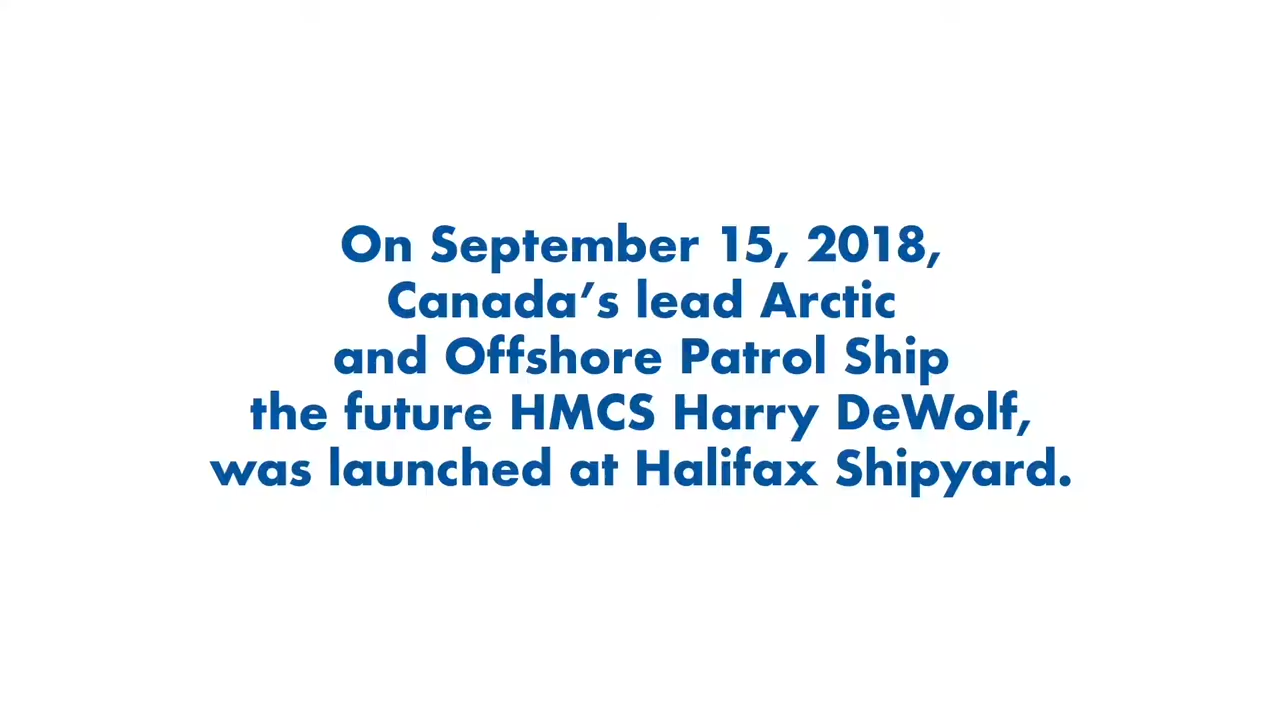 On September 15, 2018,
Canada’s lead Arctic
and Offshore Patrol Ship
the future HMCS Harry DeWolf,
was launched at Halifax Shipyard.